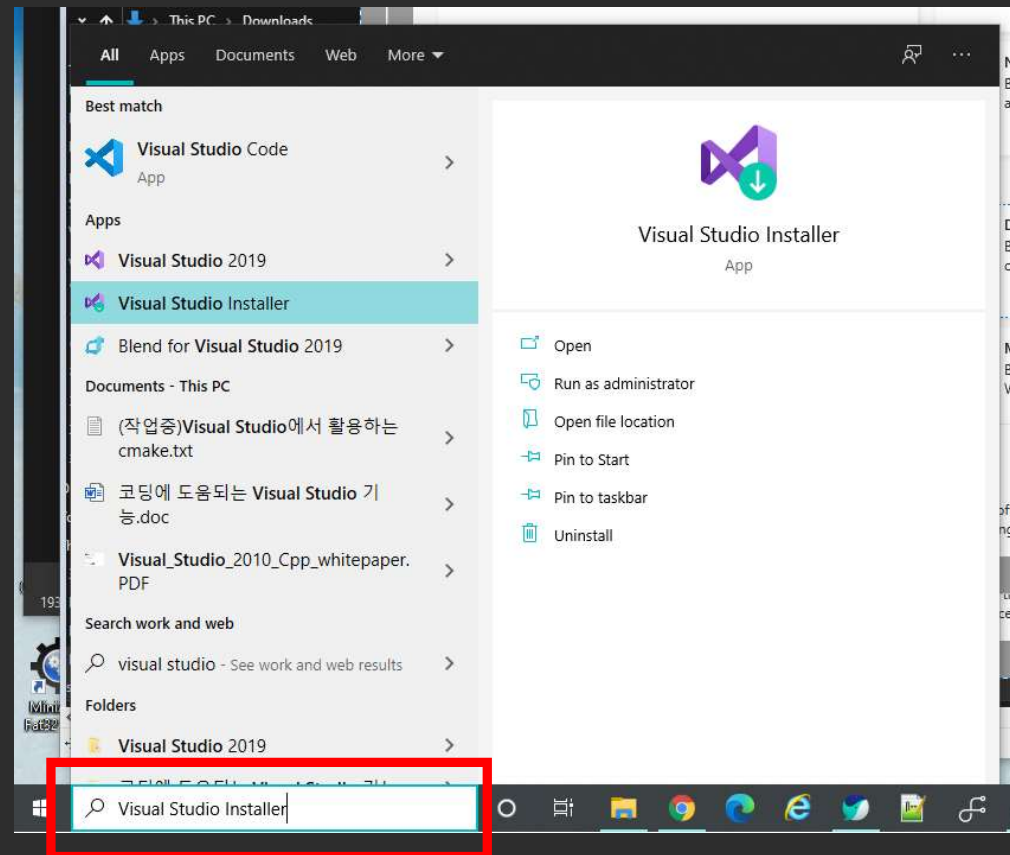 This PC > Downloads
All Apps Documents Web More
Best match
Visual Studio Code
App
Apps
Visual Studio 2019
Visual Studio Installer
Blend for Visual Studio 2019
Documents - This PC
(작업중)Visual Studio에서 활용하는
cmake.txt
코딩에 도움되는 Visual Studio 기
능.doc
Visual_Studio_2010_Cpp_whitepaper.
PDF
Search work and web
visual studio - See work and web results
Folders
Visual Studio 2019
Visual Studio Installer
Visual Studio Installer
App
Open
Run as administrator
Open file location
Pin to Start
Pin to taskbar
Uninstall
193